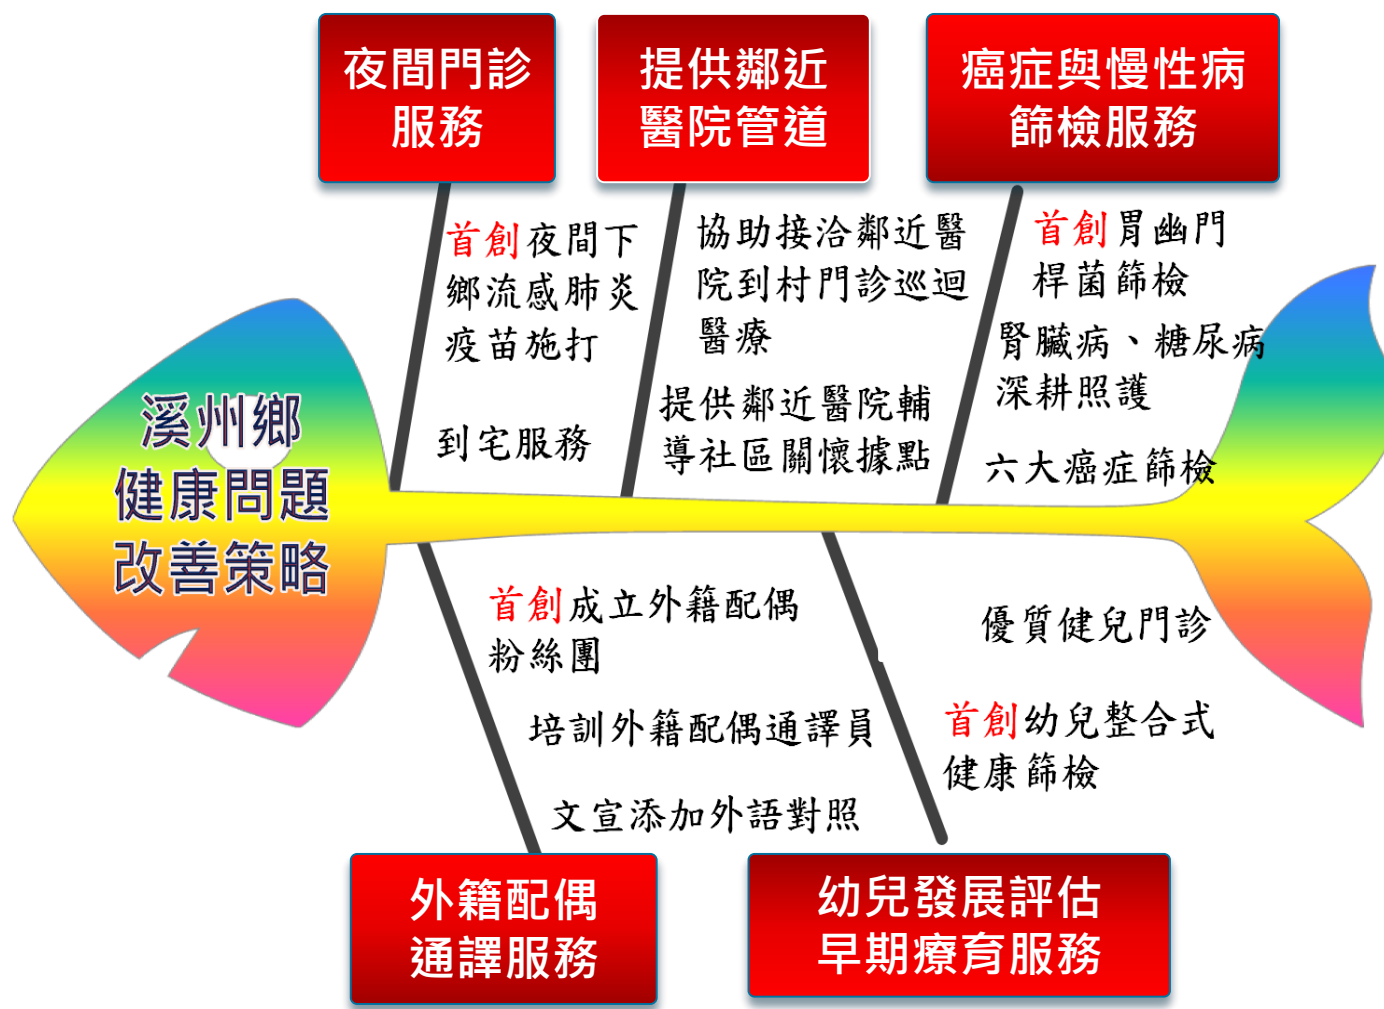 夜間門診
服務
提供鄰近
醫院管道
癌症與慢性病
篩檢服務
首創夜間下
鄉流感肺炎
疫苗施打
到宅服務
協助接洽鄰近醫
院到村門診巡迴
醫療
提供鄰近醫院輔
導社區關懷據點
首創胃幽門
桿菌篩檢
腎臟病、糖尿病
深耕照護
六大癌症篩檢
溪州鄉
健康問題
改善策略
首創成立外籍配偶
粉絲團
培訓外籍配偶通譯員
文宣添加外語對照
優質健兒門診
首創幼兒整合式
健康篩檢
外籍配偶
通譯服務
幼兒發展評估
早期療育服務